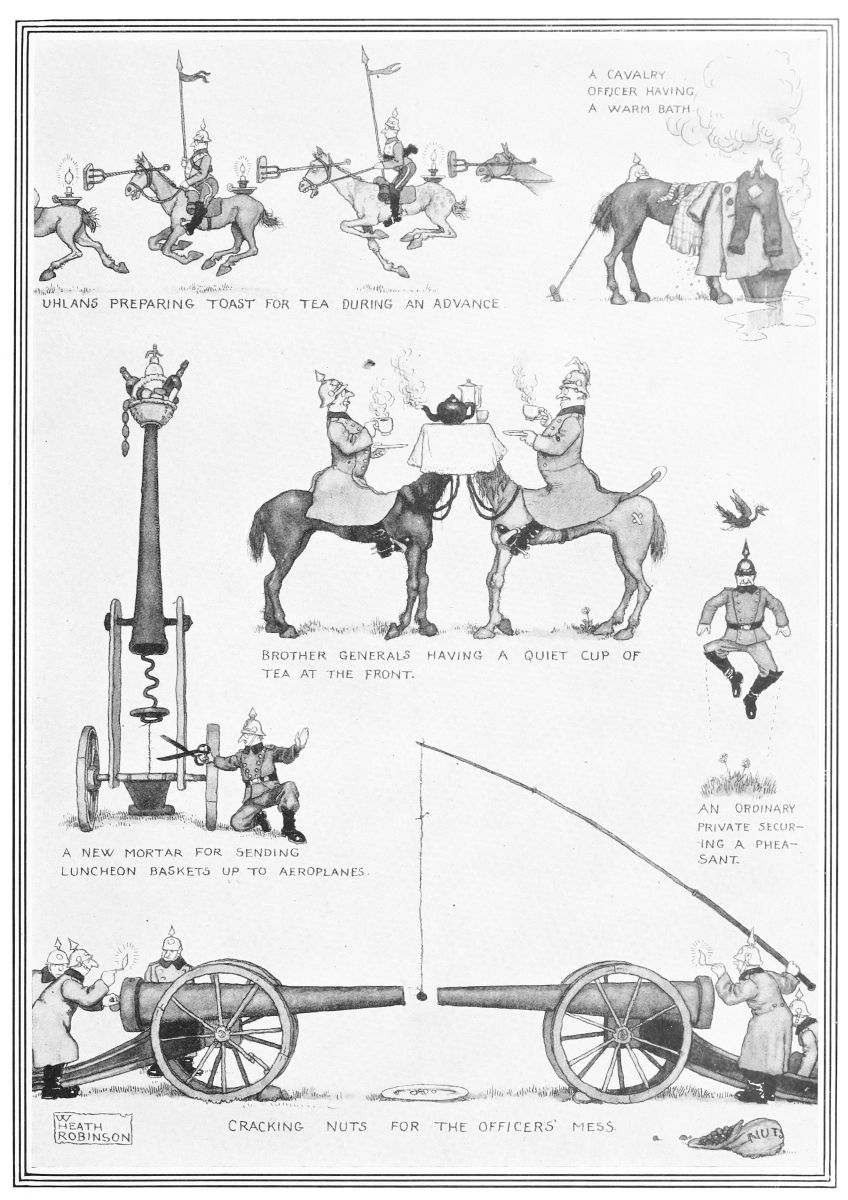 A CAVALRY
OFFICER HAVING
A WARM BATH
UHLANS PREPARING TOAST FOR TEA DURING AN ADVANCE.
BROTHER GENERALS HAVING A QUIET CUP OF
TEA AT THE FRONT.
AN ORDINARY
PRIVATE SECUR-
ING A PHEA-
SANT.
A NEW MORTAR FOR SENDING
LUNCHEON BASKETS UP TO AEROPLANES.
W
HEATH
ROBINSON
CRACKING NUTS FOR THE OFFICERS' MESS
NUTS